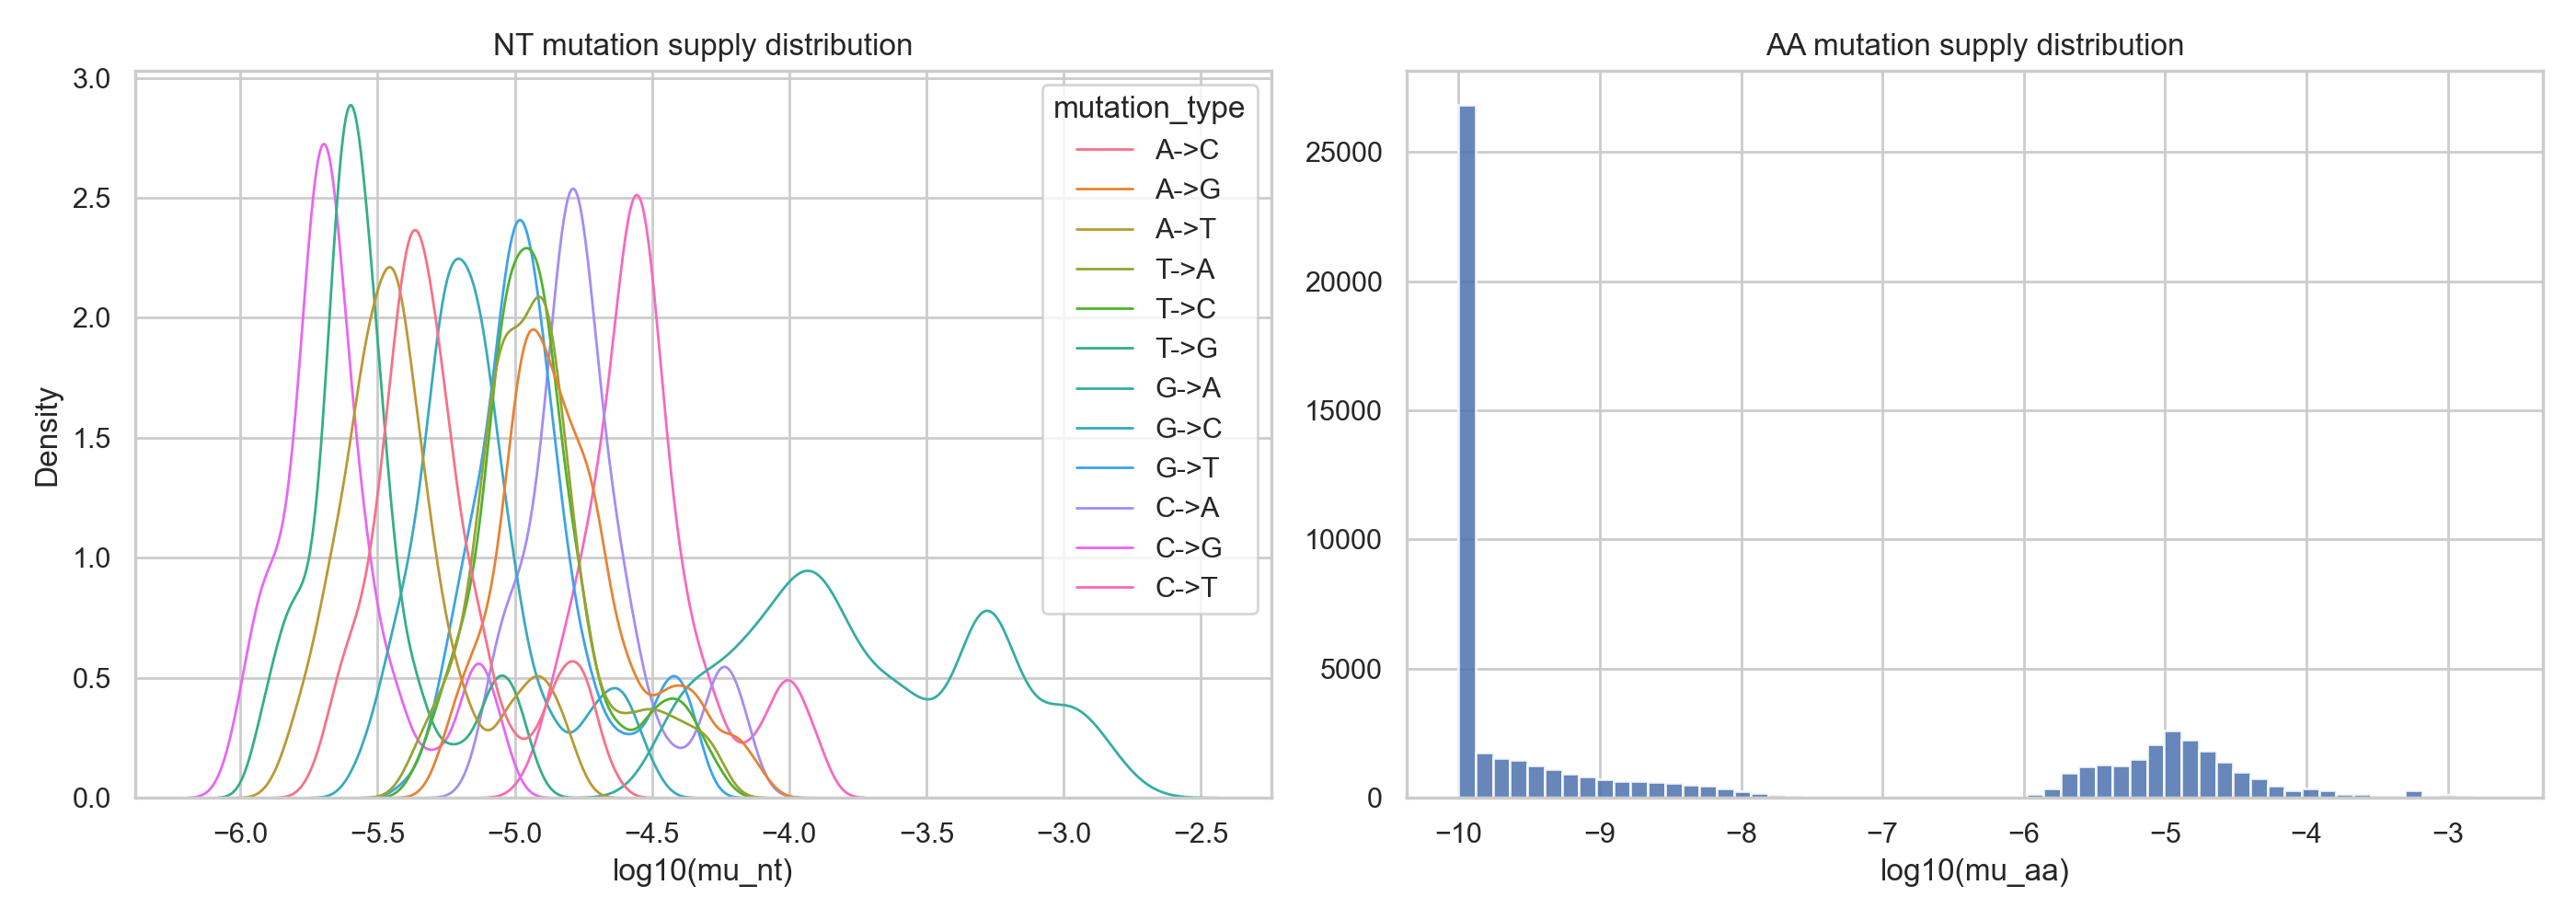 NT mutation supply distribution
3.0
2.5
2.0
1.5
1.0
0.5
0.0
Density
−6.0 −5.5 −5.0 −4.5 −4.0 −3.5 −3.0 −2.5
log10(mu_nt)
mutation_type
A->C
A->G
A->T
T->A
T->C
T->G
G->A
G->C
G->T
C->A
C->G
C->T
AA mutation supply distribution
25000
20000
15000
10000
5000
0
−10 −9 −8 −7 −6 −5 −4 −3
log10(mu_aa)